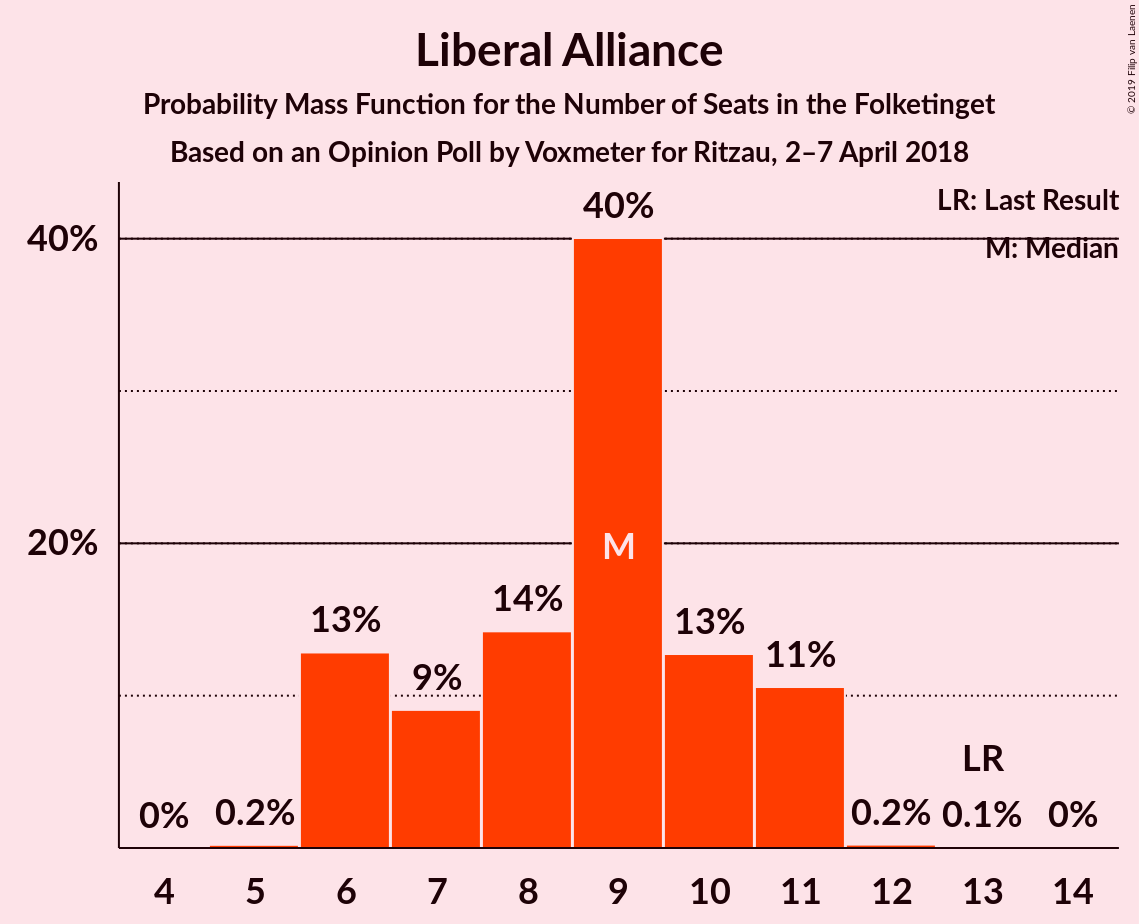 Liberal Alliance
Probability Mass Function for the Number of Seats in the Folketinget
Based on an Opinion Poll by Voxmeter for Ritzau, 2–7 April 2018
© 2019 Filip van Laenen
LR: Last Result
M: Median
40%
20%
0%
0.2%
13%
9%
14%
40%
M
13%
11%
0.2%
LR
0.1%
0%
4 5 6 7 8 9 10 11 12 13 14